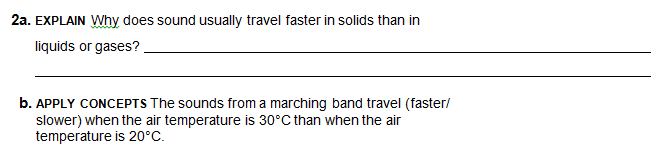 2a. EXPLAIN Why does sound usually travel faster in solids than in
liquids or gases?
b. APPLY CONCEPTS The sounds from a marching band travel (faster/
slower) when the air temperature is 30°C than when the air
temperature is 20°C.